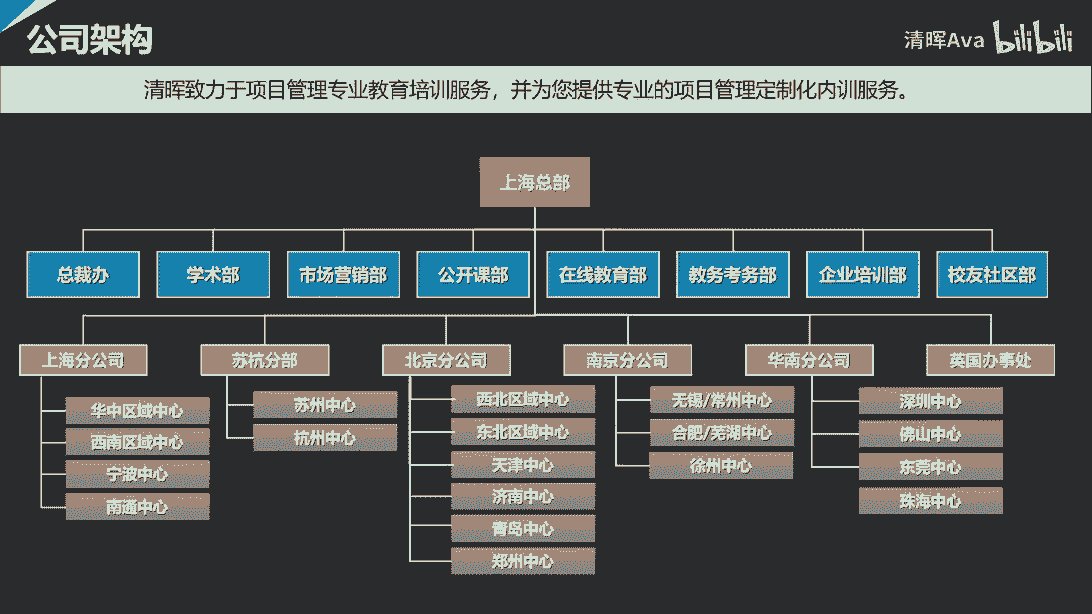 公司架构
清晖Ava bilibili
清晖致力于项目管理专业教育培训服务，并为您提供专业的项目管理定制化内训服务。
上海总部
总裁办 学术部 市场营销部 公开课部 在线教育部 教务考务部 企业培训部 校友社区部
上海分公司 苏杭分部 北京分公司 南京分公司 华南分公司 英国办事处
华中区域中心
西南区域中心
宁波中心
南通中心
苏州中心
杭州中心
西北区域中心
东北区域中心
天津中心
济南中心
青岛中心
郑州中心
无锡/常州中心
合肥/芜湖中心
徐州中心
深圳中心
佛山中心
东莞中心
珠海中心